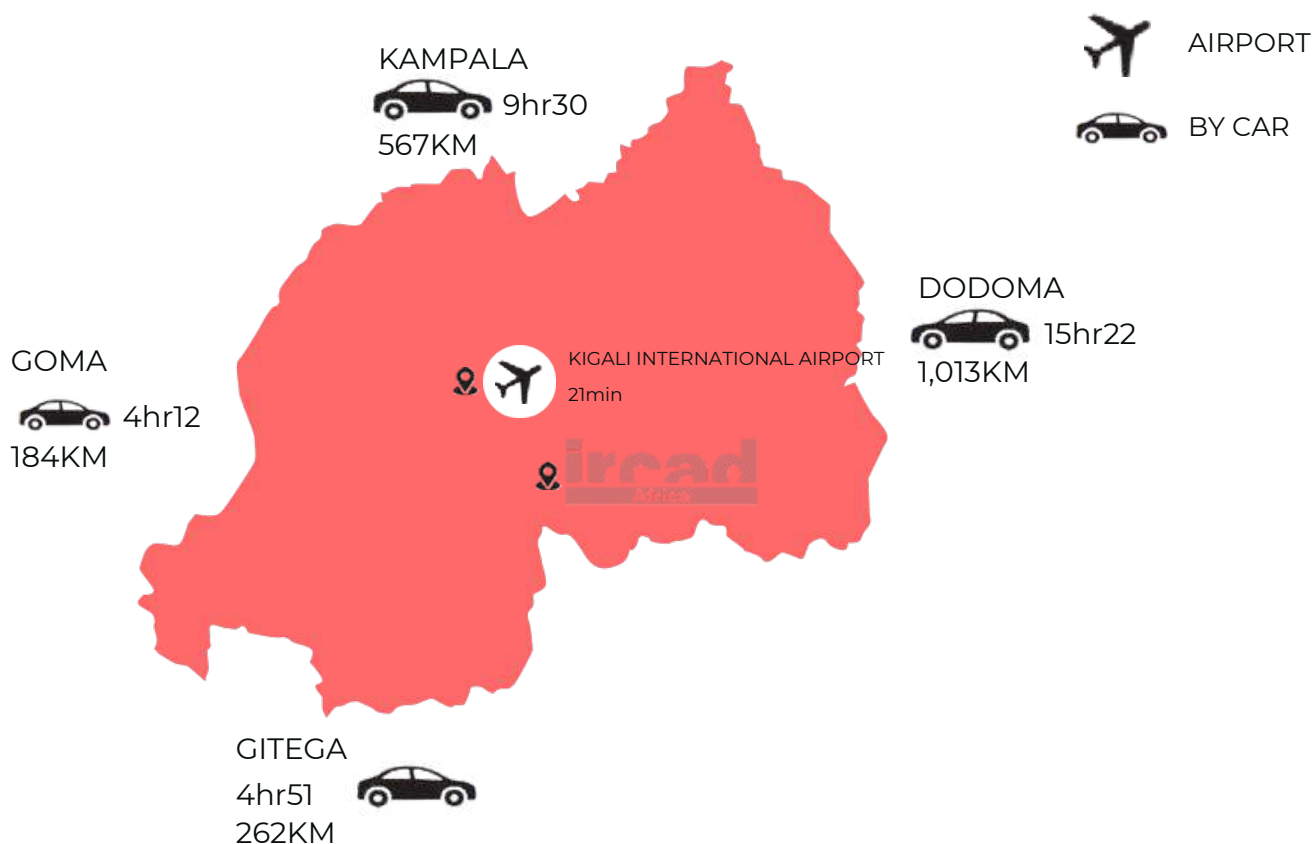 KAMPALA
9hr30
567KM
AIRPORT
BY CAR
DODOMA
15hr22
1,013KM
GOMA
4hr12
184KM
KIGALI INTERNATIONAL AIRPORT
21min
ircad
Africa
GITEGA
4hr51
262KM